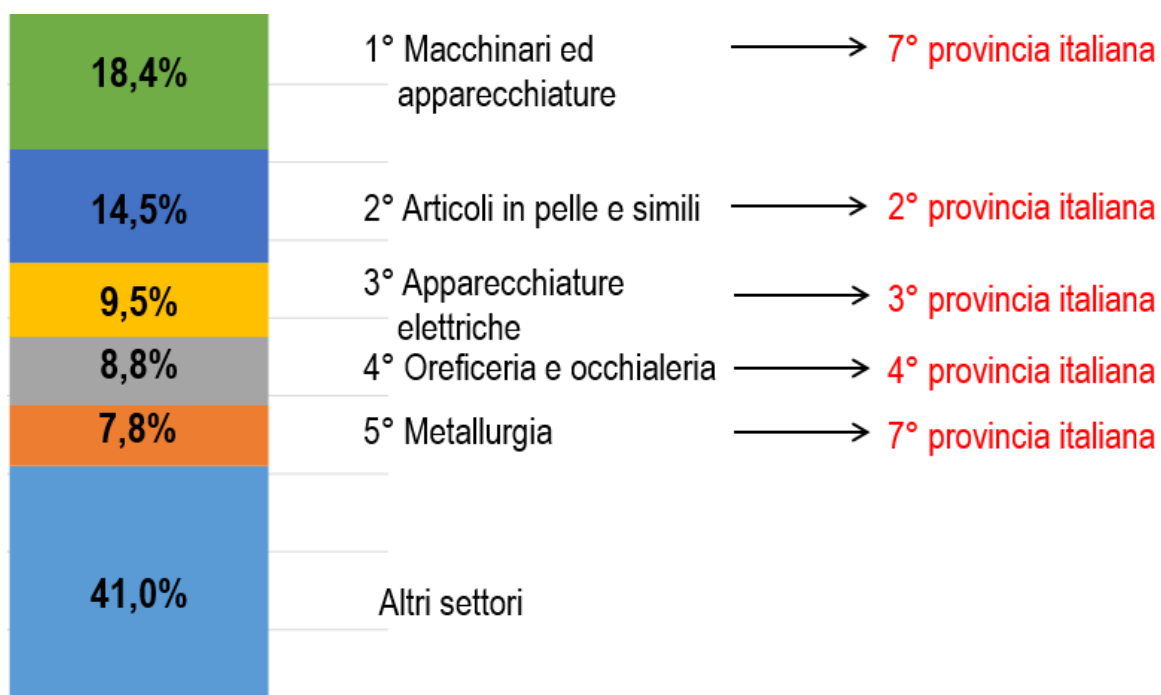 18,4%
1° Macchinari ed
apparecchiature
7° provincia italiana
14,5%
2° Articoli in pelle e simili
2° provincia italiana
9,5%
3° Apparecchiature
elettriche
3° provincia italiana
8,8%
4° Oreficeria e occhialeria
4° provincia italiana
7,8%
5° Metallurgia
7° provincia italiana
41,0%
Altri settori